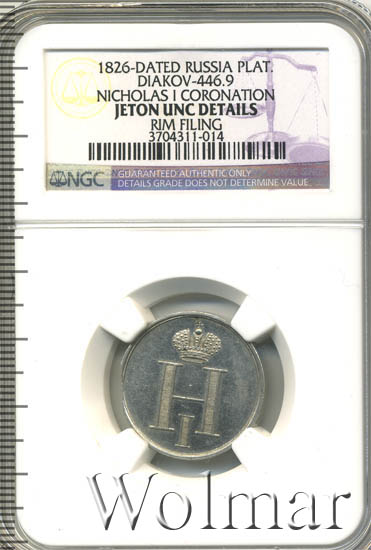 1826-DATED RUSSIA PLAT.
DIAKOV-446.9
NICHOLAS I CORONATION
JETON UNC DETAILS
RIM FILING
3704311-014
NGC
GUARANTEED AUTHENTIC ONLY
DETAILS GRADE DOES NOT DETERMINE VALUE
Н
I
Wolmar